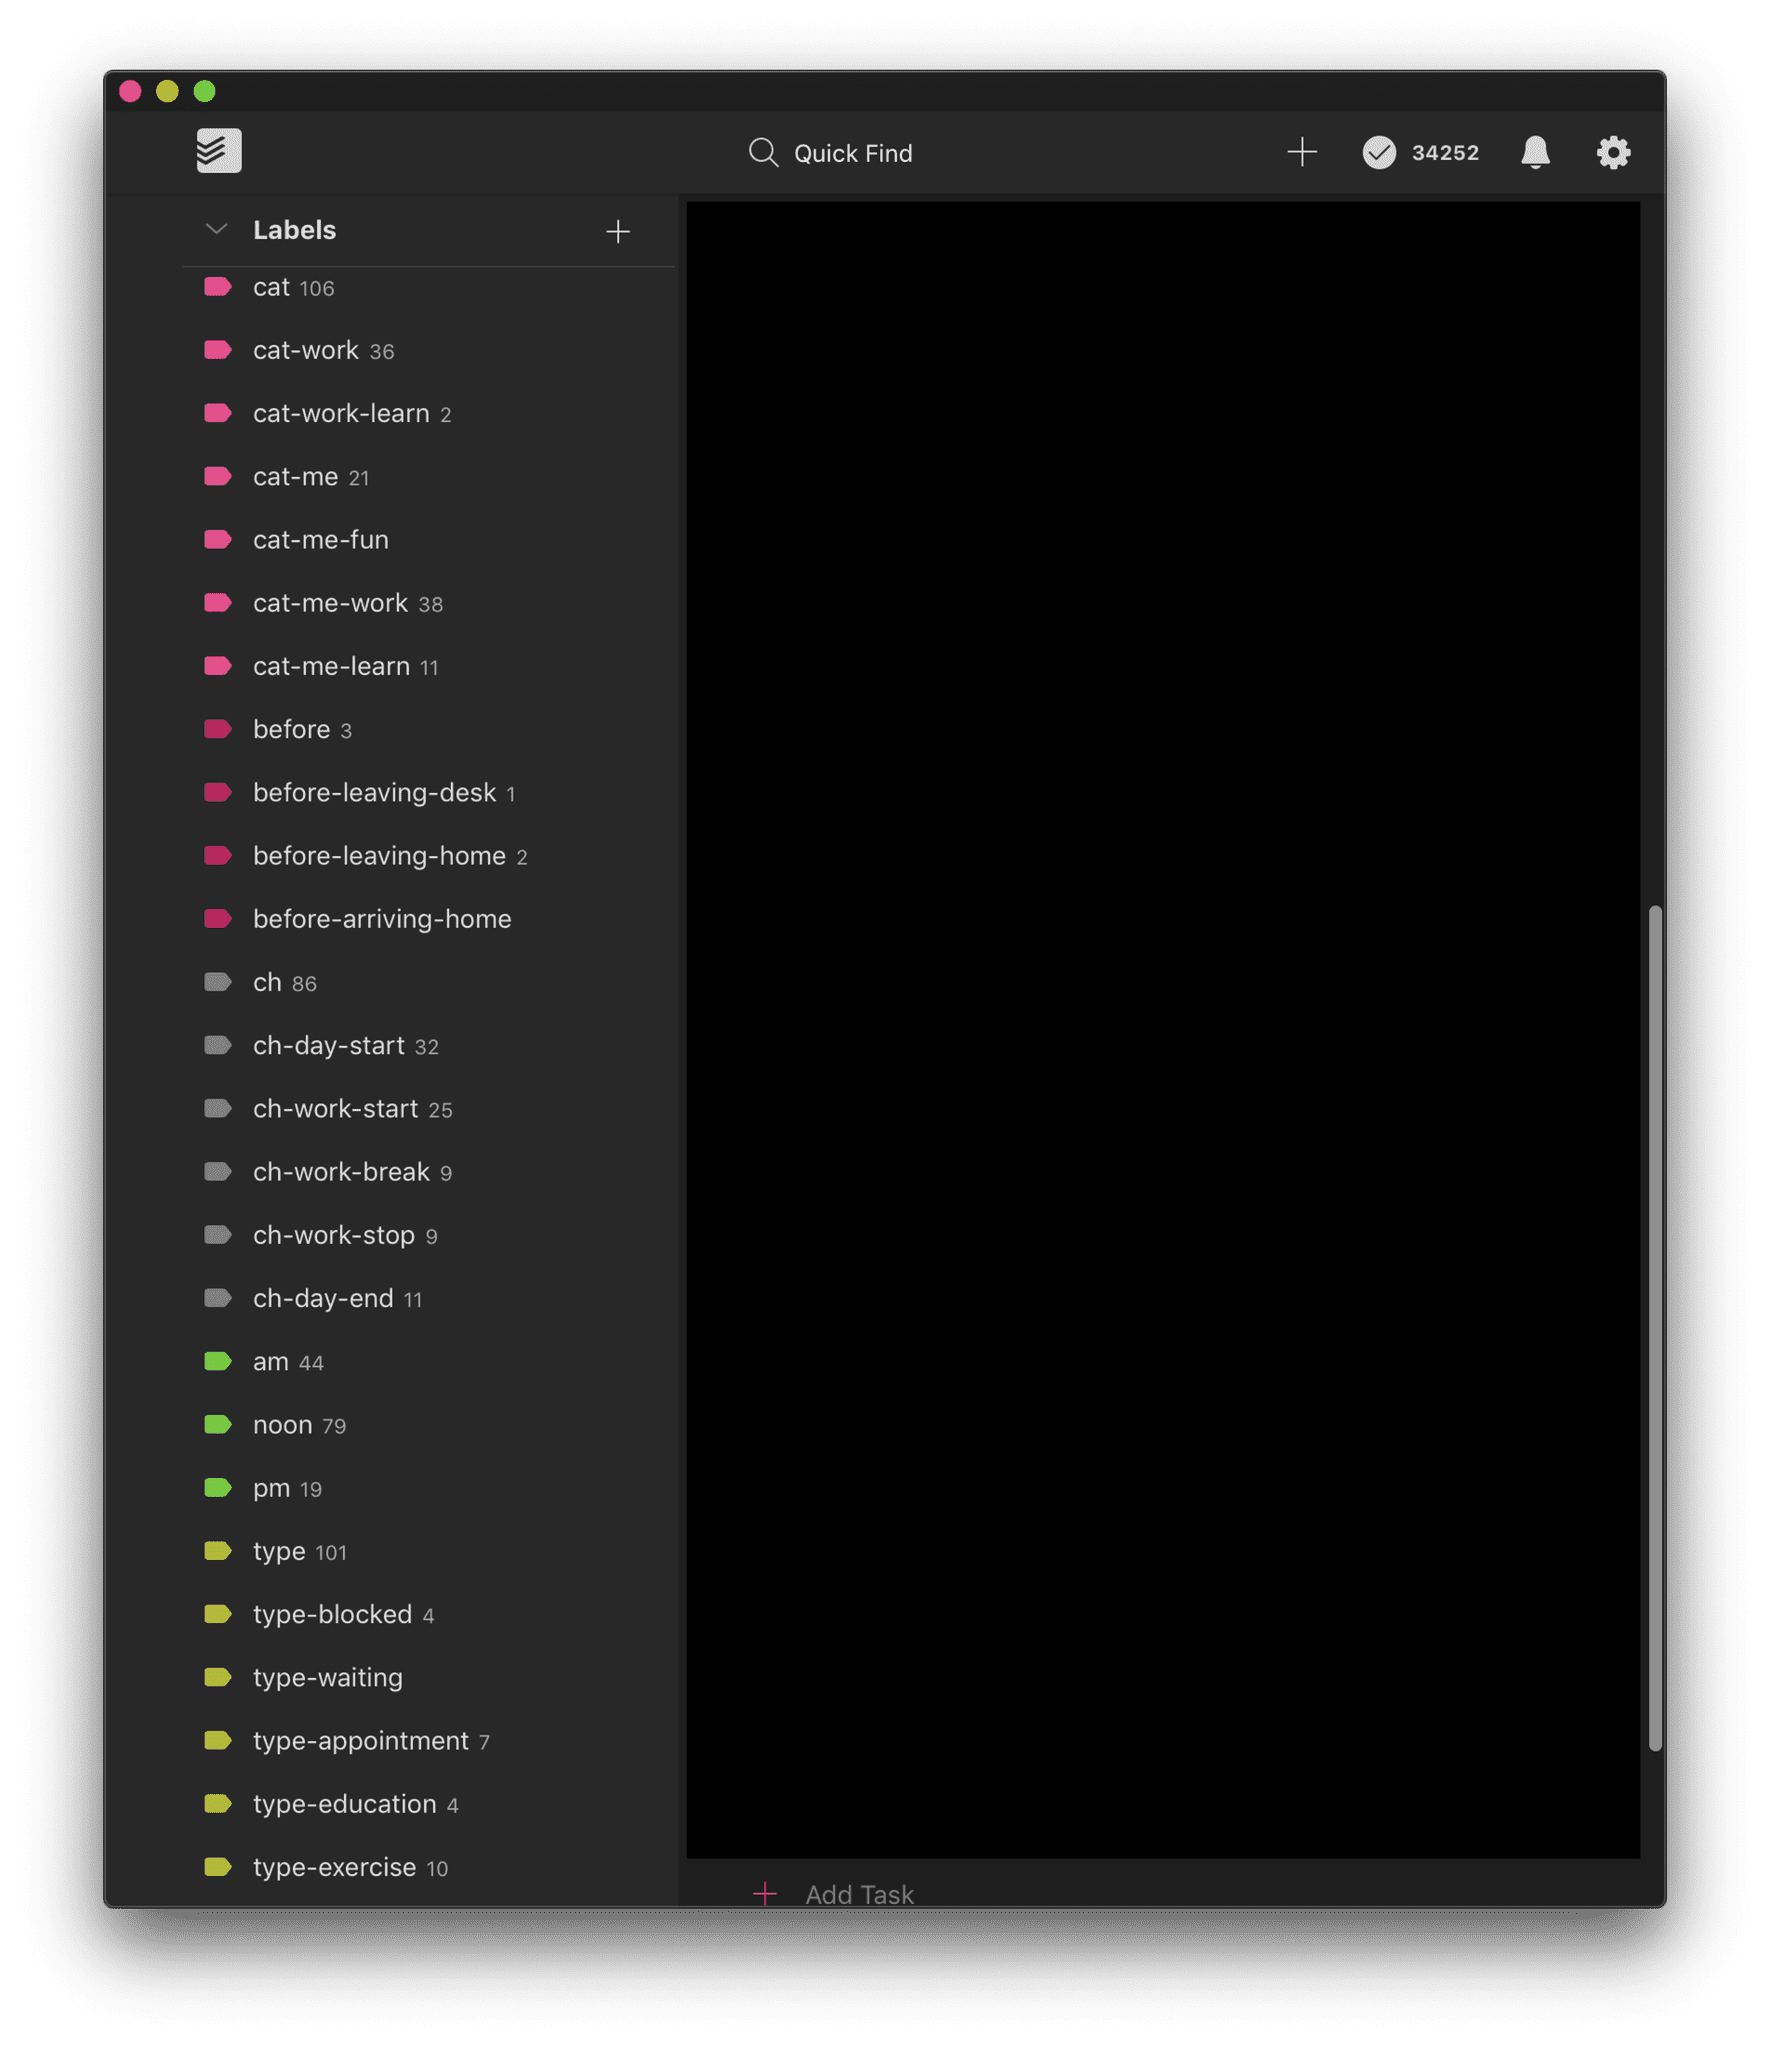 Quick Find
34252
Labels
cat 106
cat-work 36
cat-work-learn 2
cat-me 21
cat-me-fun
cat-me-work 38
cat-me-learn 11
before 3
before-leaving-desk 1
before-leaving-home 2
before-arriving-home
ch 86
ch-day-start 32
ch-work-start 25
ch-work-break 9
ch-work-stop 9
ch-day-end 11
am 44
noon 79
pm 19
type 101
type-blocked 4
type-waiting
type-appointment 7
type-education 4
type-exercise 10
Add Task